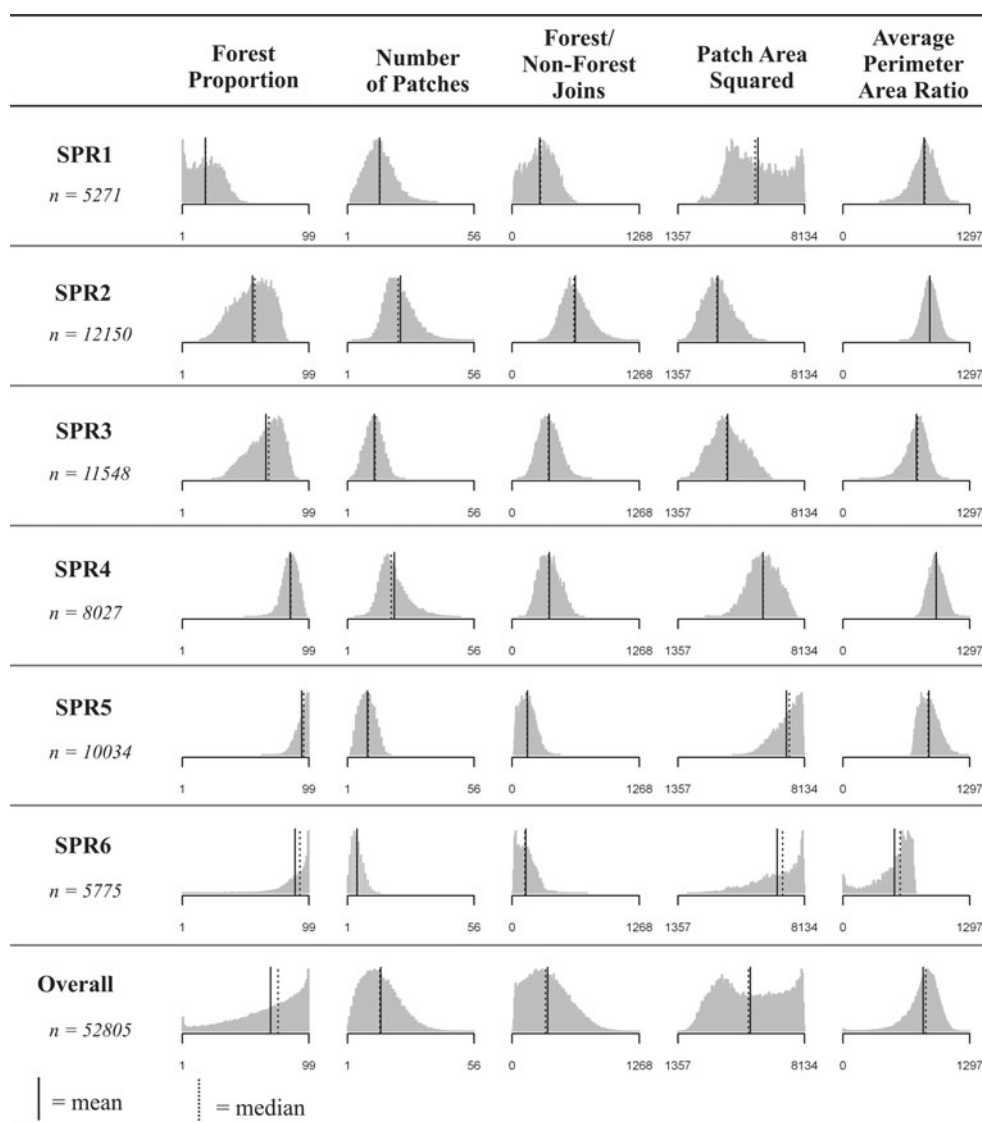 Forest Proportion
Number of Patches
Forest/ Non-Forest Joins
Patch Area Squared
Average Perimeter Area Ratio
SPR1
n = 5271
1 99 1 56 0 1268 1357 8134 0 1297
SPR2
n = 12150
1 99 1 56 0 1268 1357 8134 0 1297
SPR3
n = 11548
1 99 1 56 0 1268 1357 8134 0 1297
SPR4
n = 8027
1 99 1 56 0 1268 1357 8134 0 1297
SPR5
n = 10034
1 99 1 56 0 1268 1357 8134 0 1297
SPR6
n = 5775
1 99 1 56 0 1268 1357 8134 0 1297
Overall
n = 52805
1 99 1 56 0 1268 1357 8134 0 1297
= mean
= median